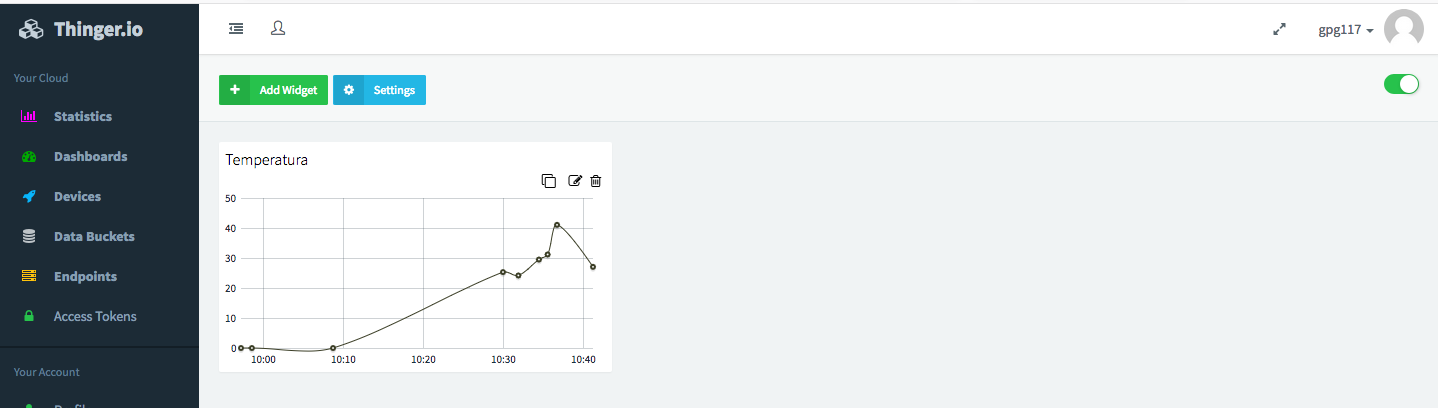 Thinger.io
gpg117
Your Cloud
Add Widget
Settings
Statistics
Dashboards
Devices
Data Buckets
Endpoints
Access Tokens
Your Account
Temperatura
50
40
30
20
10
0
10:00 10:10 10:20 10:30 10:40